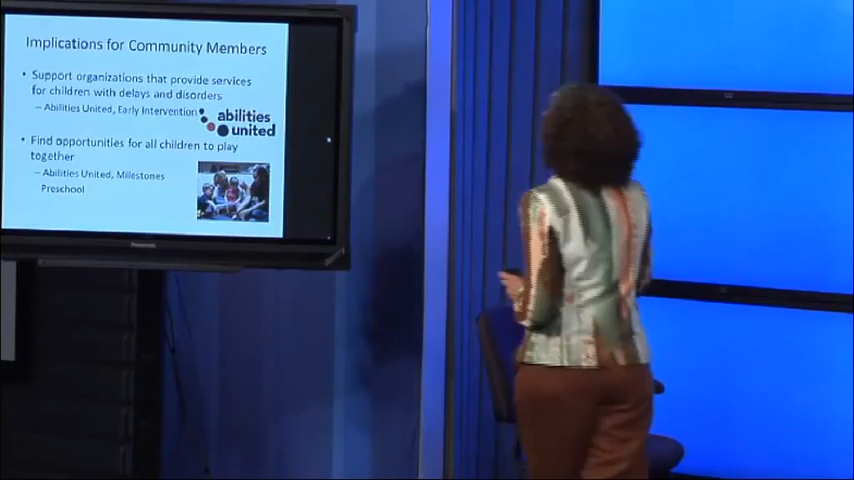 Implications for Community Members
• Support organizations that provide services
for children with delays and disorders
– Abilities United, Early Intervention
abilities
united
• Find opportunities for all children to play
together
– Abilities United, Milestones
Preschool
Panasonic